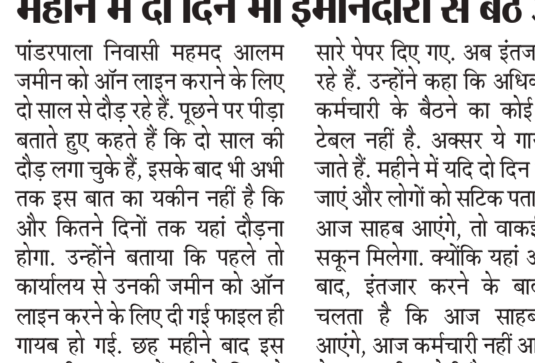 महीने में दो दिन भी ईमानदारी से बैठ
पांडरपाला निवासी महमद आलम
जमीन को ऑन लाइन कराने के लिए
दो साल से दौड़ रहे हैं. पूछने पर पीड़ा
बताते हुए कहते हैं कि दो साल की
दौड़ लगा चुके हैं, इसके बाद भी अभी
तक इस बात का यकीन नहीं है कि
और कितने दिनों तक यहां दौड़ना
होगा. उन्होंने बताया कि पहले तो
कार्यालय से उनकी जमीन को ऑन
लाइन करने के लिए दी गई फाइल ही
गायब हो गई. छह महीने बाद इस
सारे पेपर दिए गए. अब
रहे हैं. उन्होंने कहा कि
कर्मचारी के बैठने का कोई
टेबल नहीं है. अक्सर ये
जाते हैं. महीने में यदि दो दिन
जाएं और लोगों को सटिक पता
आज साहब आएंगे, तो
सकून मिलेगा. क्योंकि यहां
बाद, इंतजार करने के
चलता है कि आज साहब
आएंगे, आज कर्मचारी नहीं